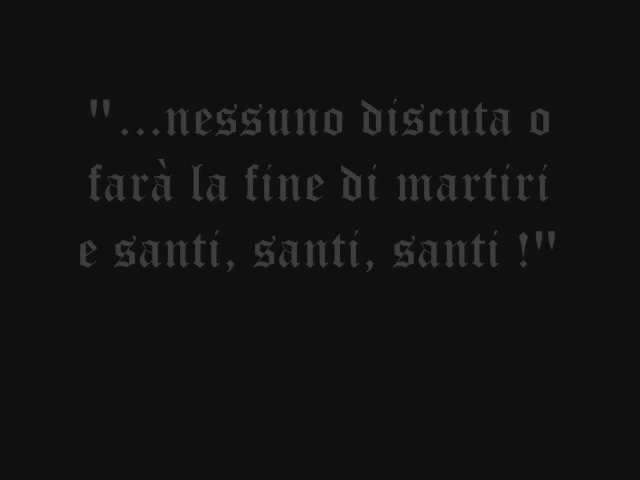 "...nessuno discuta o
farà la fine di martiri
e santi, santi, santi !"